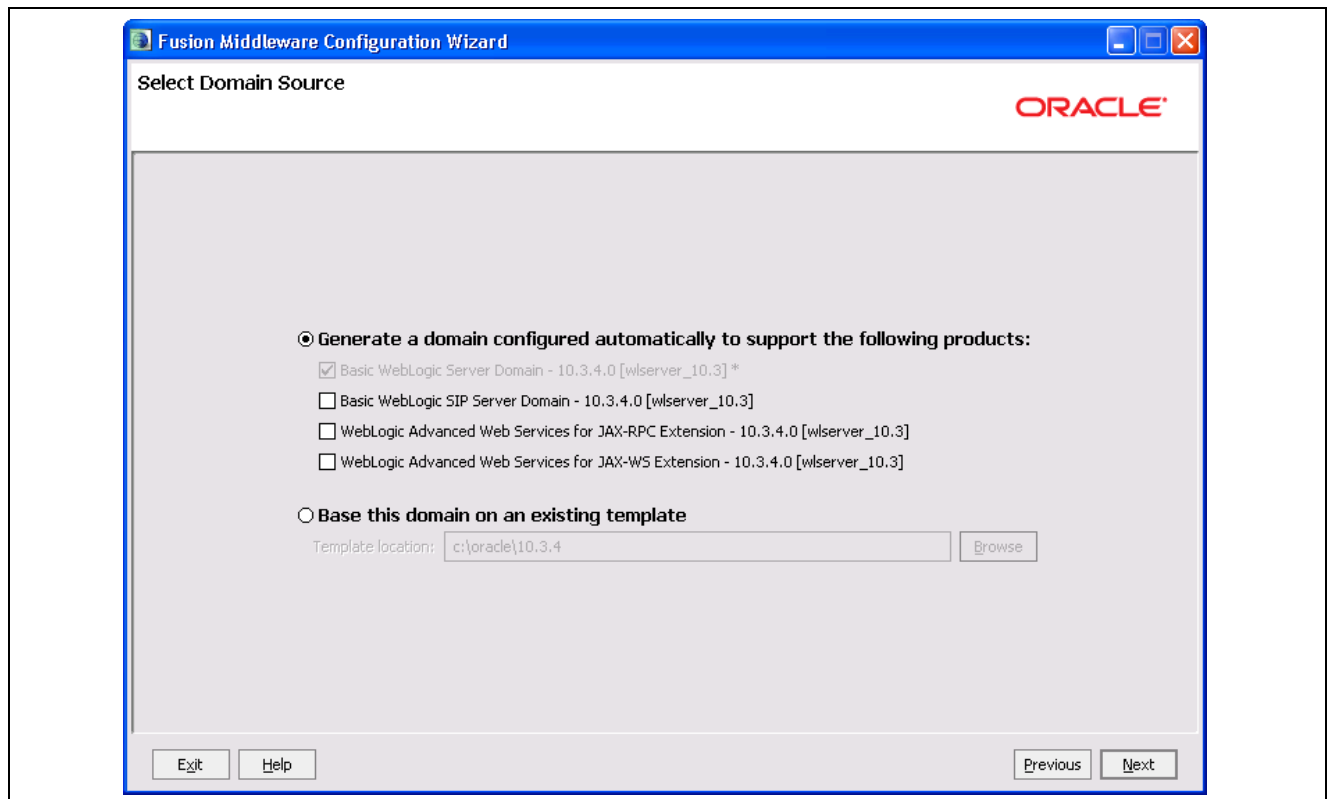 Fusion Middleware Configuration Wizard
Select Domain Source
ORACLE
Generate a domain configured automatically to support the following products:
Basic WebLogic Server Domain - 10.3.4.0 [wlserver_10.3] *
Basic WebLogic SIP Server Domain - 10.3.4.0 [wlserver_10.3]
WebLogic Advanced Web Services for JAX-RPC Extension - 10.3.4.0 [wlserver_10.3]
WebLogic Advanced Web Services for JAX-WS Extension - 10.3.4.0 [wlserver_10.3]
Base this domain on an existing template
Template location: c:\oracle\10.3.4 Browse
Exit Help Previous Next